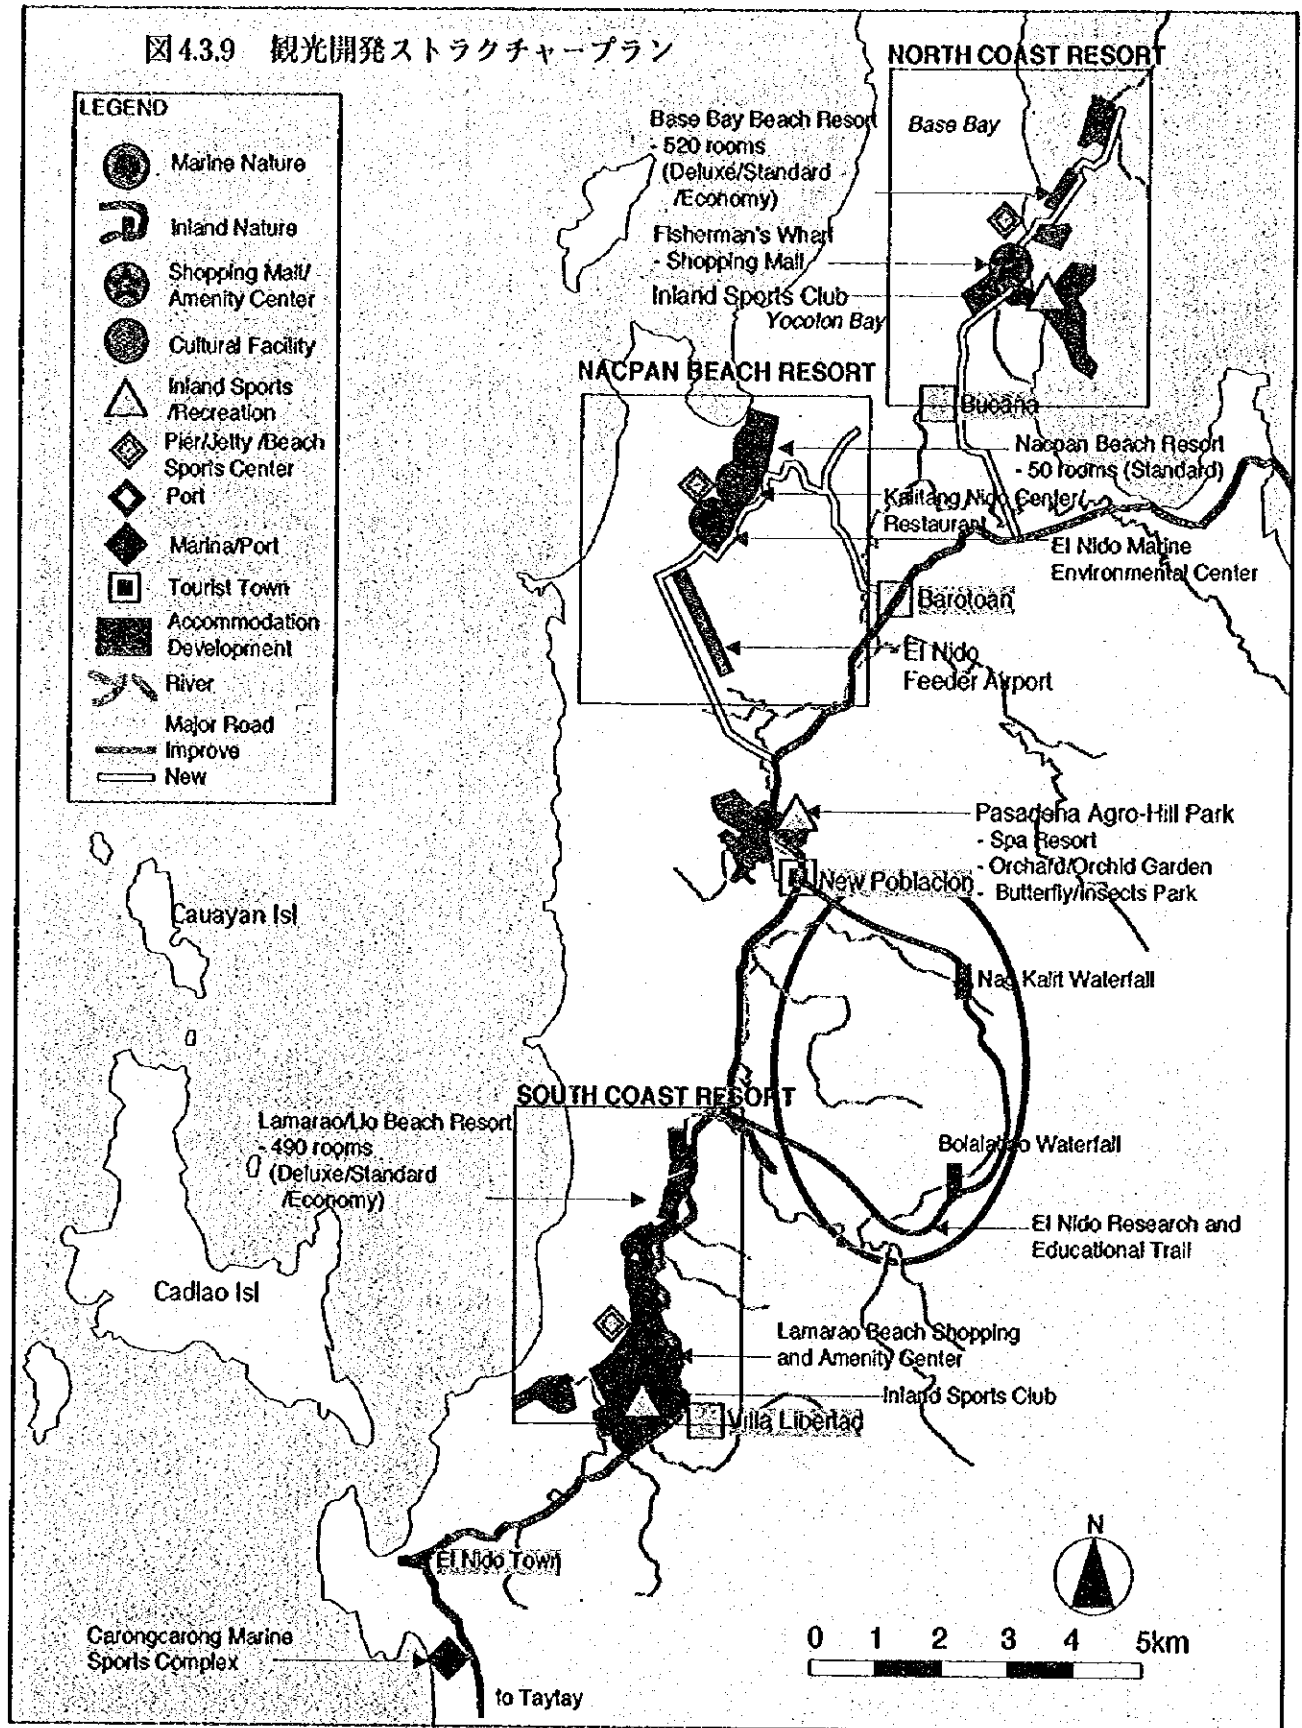 図4.3.9 観光開発ストラクチャープラン
LEGEND
Marine Nature
Inland Nature
Shopping Mall/
Amenity Center
Cultural Facility
Inland Sports
/Recreation
Pier/Jetty /Beach
Sports Center
Port
Marina/Port
Tourist Town
Accommodation
Development
River
Major Road
Improve
New
NORTH COAST RESORT
Base Bay
Base Bay Beach Resort
- 520 rooms
(Deluxe/Standard
/Economy)
Fisherman's Wharf
- Shopping Mall
Inland Sports Club
Yocoton Bay
NACPAN BEACH RESORT
Bucana
Nacpan Beach Resort
- 50 rooms (Standard)
Kalitang Nido Center/
Restaurant
El Nido Marine
Environmental Center
Barotoan
El Nido
Feeder Airport
Pasadena Agro-Hill Park
- Spa Resort
- Orchard/Orchid Garden
- Butterfly/Insects Park
New Poblacion
Cauayan Isl
Nag Kalit Waterfall
SOUTH COAST RESORT
Lamarao/Lio Beach Resort
- 490 rooms
(Deluxe/Standard
/Economy)
Waterfall
El Nido Research and
Educational Trail
Cadlao Isl
Lamarao Beach Shopping
and Amenity Center
Inland Sports Club
Villa Libertad
El Nido Town
Carongcarong Marine
Sports Complex
to Taytay
N
0 1 2 3 4 5km